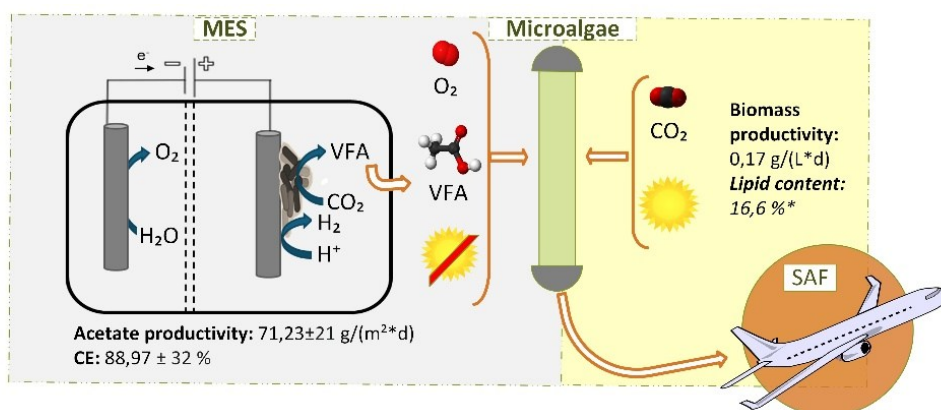 MES
Microalgae
e⁻
− +
O₂
H₂O
VFA
CO₂
H₂
H⁺
Acetate productivity: 71,23±21 g/(m²*d)
CE: 88,97 ± 32 %
O₂
VFA
CO₂
Biomass
productivity:
0,17 g/(L*d)
Lipid content:
16,6 %*
SAF